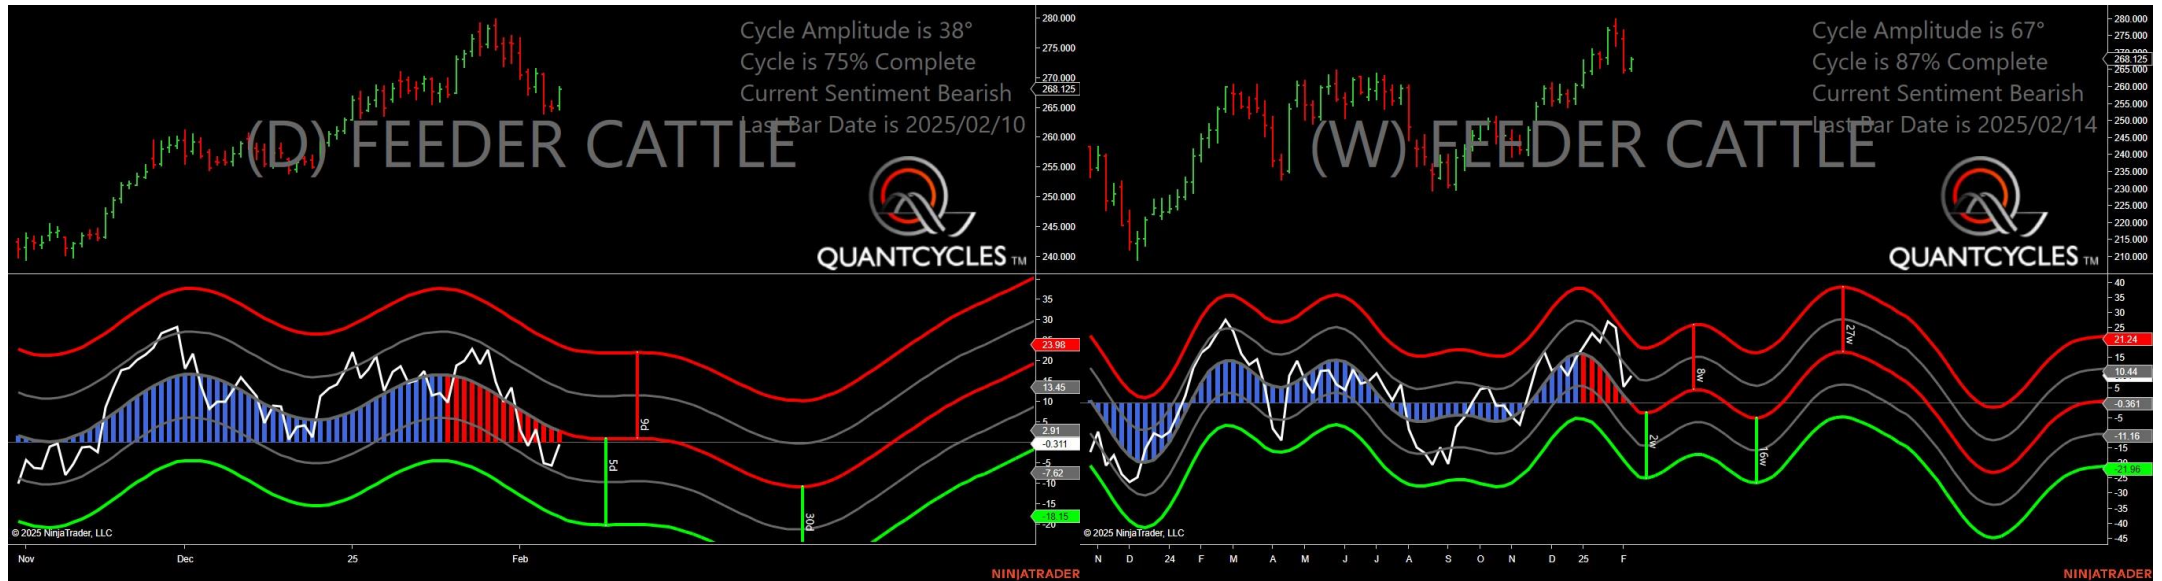 Cycle Amplitude is 38°
Cycle is 75% Complete
Current Sentiment Bearish
Last Bar Date is 2025/02/10
(D) FEEDER CATTLE
QUANTCYCLES TM
280.000
275.000
270.000
268.125
265.000
260.000
255.000
250.000
245.000
240.000
35
30
23.98
20
13.45
10
5
2.91
-0.311
-5
-7.62
-10
-15
-18.15
-20
9d
5d
30d
© 2025 NinjaTrader, LLC
Nov
Dec
25
Feb
NINJATRADER
Cycle Amplitude is 67°
Cycle is 87% Complete
Current Sentiment Bearish
Last Bar Date is 2025/02/14
(W) FEEDER CATTLE
QUANTCYCLES TM
280.000
275.000
268.125
265.000
260.000
255.000
250.000
245.000
240.000
235.000
230.000
225.000
220.000
215.000
210.000
40
35
30
25
21.24
15
10.44
5
-0.361
-5
-11.16
-15
-21.96
-25
-30
-35
-40
-45
8w
27w
2w
16w
© 2025 NinjaTrader, LLC
N
D
24
F
M
A
M
J
J
A
S
O
N
D
25
F
NINJATRADER